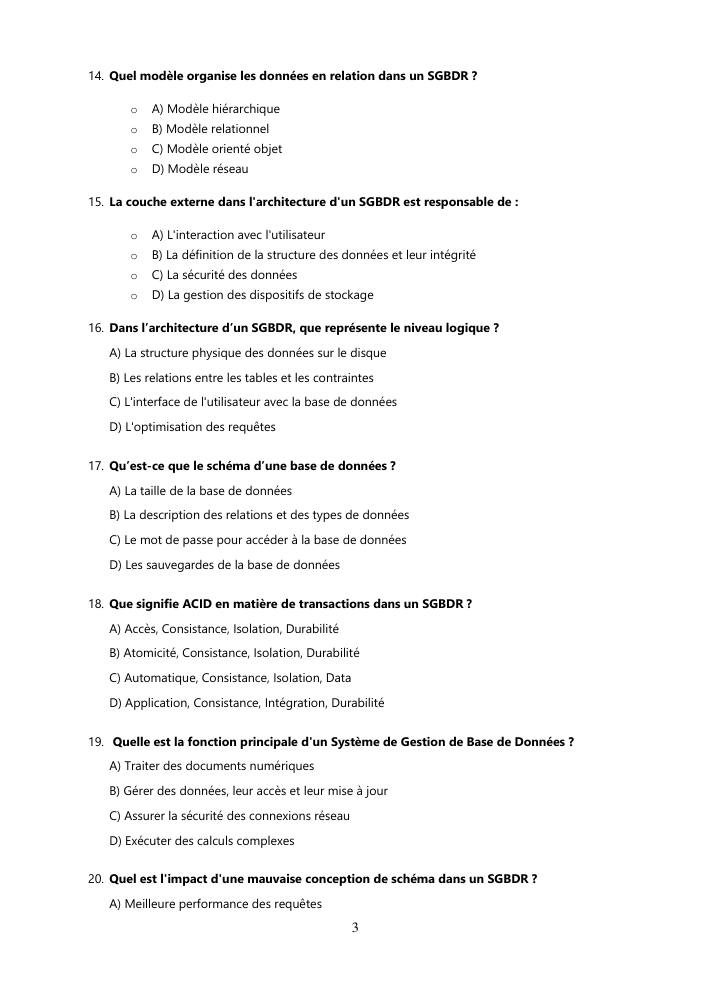 14. Quel modèle organise les données en relation dans un SGBDR ?
o A) Modèle hiérarchique
o B) Modèle relationnel
o C) Modèle orienté objet
o D) Modèle réseau
15. La couche externe dans l'architecture d'un SGBDR est responsable de :
o A) L'interaction avec l'utilisateur
o B) La définition de la structure des données et leur intégrité
o C) La sécurité des données
o D) La gestion des dispositifs de stockage
16. Dans l’architecture d’un SGBDR, que représente le niveau logique ?
A) La structure physique des données sur le disque
B) Les relations entre les tables et les contraintes
C) L'interface de l'utilisateur avec la base de données
D) L'optimisation des requêtes
17. Qu’est-ce que le schéma d’une base de données ?
A) La taille de la base de données
B) La description des relations et des types de données
C) Le mot de passe pour accéder à la base de données
D) Les sauvegardes de la base de données
18. Que signifie ACID en matière de transactions dans un SGBDR ?
A) Accès, Consistance, Isolation, Durabilité
B) Atomicité, Consistance, Isolation, Durabilité
C) Automatique, Consistance, Isolation, Data
D) Application, Consistance, Intégration, Durabilité
19. Quelle est la fonction principale d'un Système de Gestion de Base de Données ?
A) Traiter des documents numériques
B) Gérer des données, leur accès et leur mise à jour
C) Assurer la sécurité des connexions réseau
D) Exécuter des calculs complexes
20. Quel est l'impact d'une mauvaise conception de schéma dans un SGBDR ?
A) Meilleure performance des requêtes
3